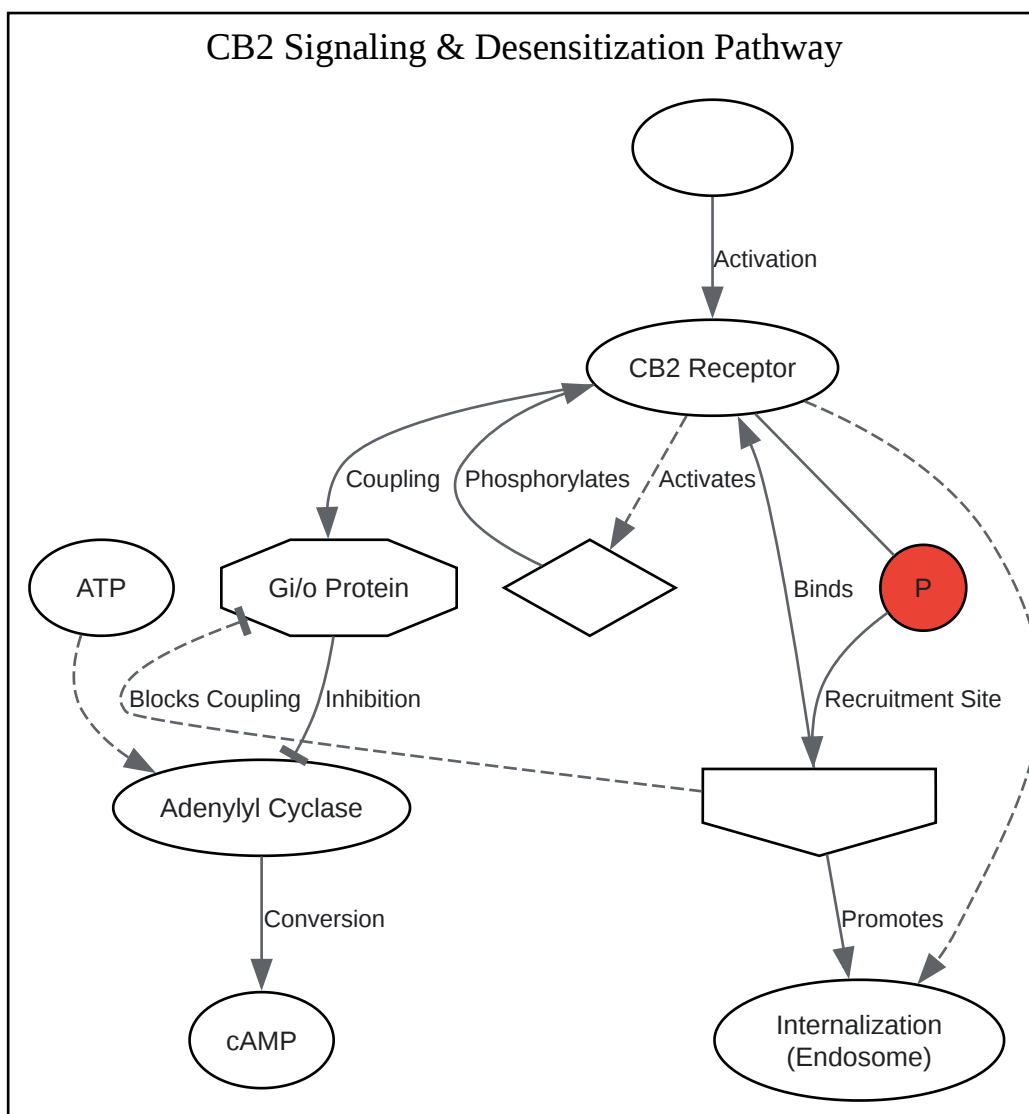 CB2 Signaling & Desensitization Pathway
Activation
CB2 Receptor
Coupling
Phosphorylates
Activates
ATP
Gi/o Protein
Binds
P
Blocks Coupling
Inhibition
Recruitment Site
Adenylyl Cyclase
Conversion
Promotes
cAMP
Internalization
(Endosome)